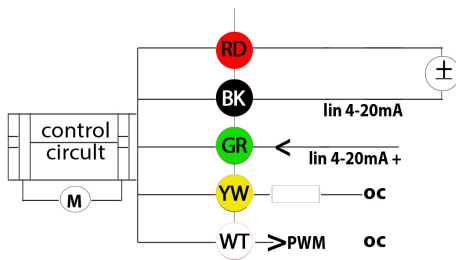 RD
±
BK
lin 4-20mA
control
circuit
GR
<
lin 4-20mA +
M
YW
oc
WT
>PWM
oc